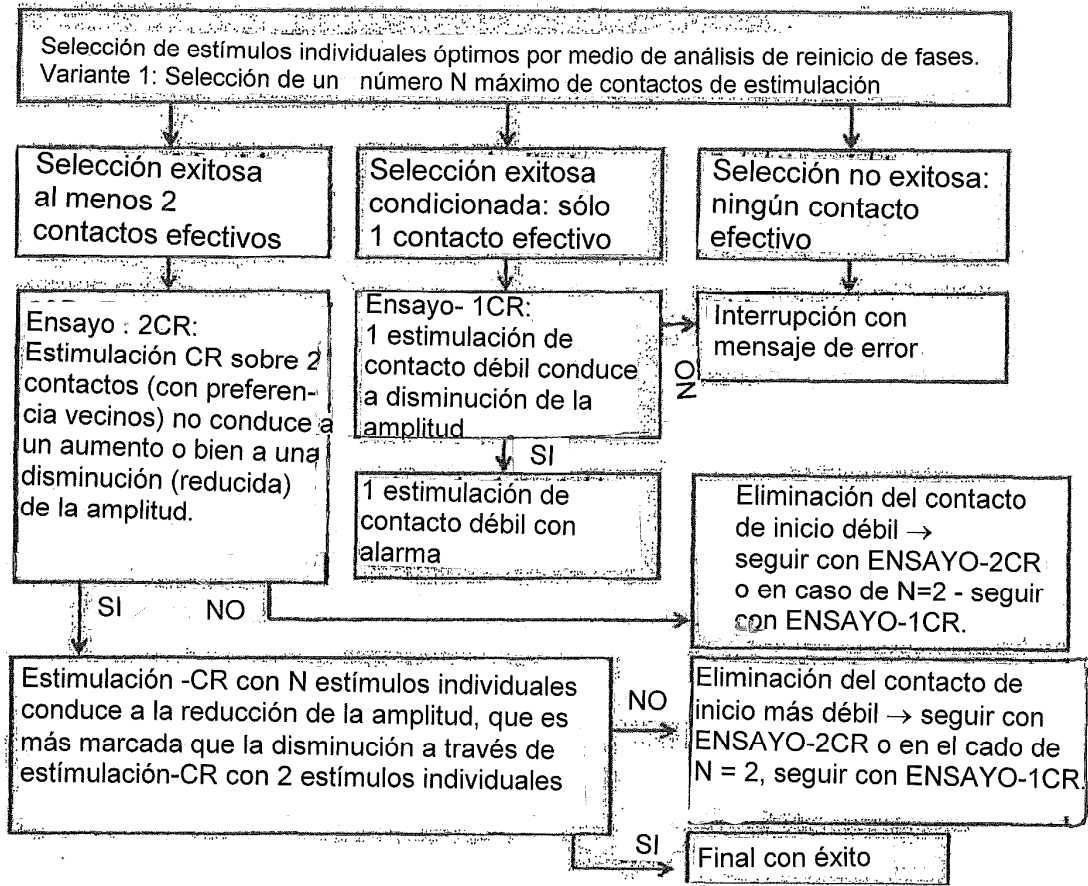 Selección de estímulos individuales óptimos por medio de análisis de reinicio de fases.
Variante 1: Selección de un número N máximo de contactos de estimulación
Selección exitosa
al menos 2
contactos efectivos
Selección exitosa
condicionada: sólo
1 contacto efectivo
Selección no exitosa:
ningún contacto
efectivo
Ensayo : 2CR:
Estimulación CR sobre 2
contactos (con preferen-
cia vecinos) no conduce a
un aumento o bien a una
disminución (reducida)
de la amplitud.
Ensayo- 1CR:
1 estimulación de
contacto débil conduce
a disminución de la
amplitud
NO
Interrupción con
mensaje de error
SI
1 estimulación de
contacto débil con
alarma
Eliminación del contacto
de inicio débil →
seguir con ENSAYO-2CR
o en caso de N=2 - seguir
con ENSAYO-1CR.
SI NO
Estimulación -CR con N estímulos individuales
conduce a la reducción de la amplitud, que es
más marcada que la disminución a través de
estímulación-CR con 2 estímulos individuales
NO
Eliminación del contacto de
inicio más débil → seguir con
ENSAYO-2CR o en el cado de
N = 2, seguir con ENSAYO-1CR.
SI
Final con éxito